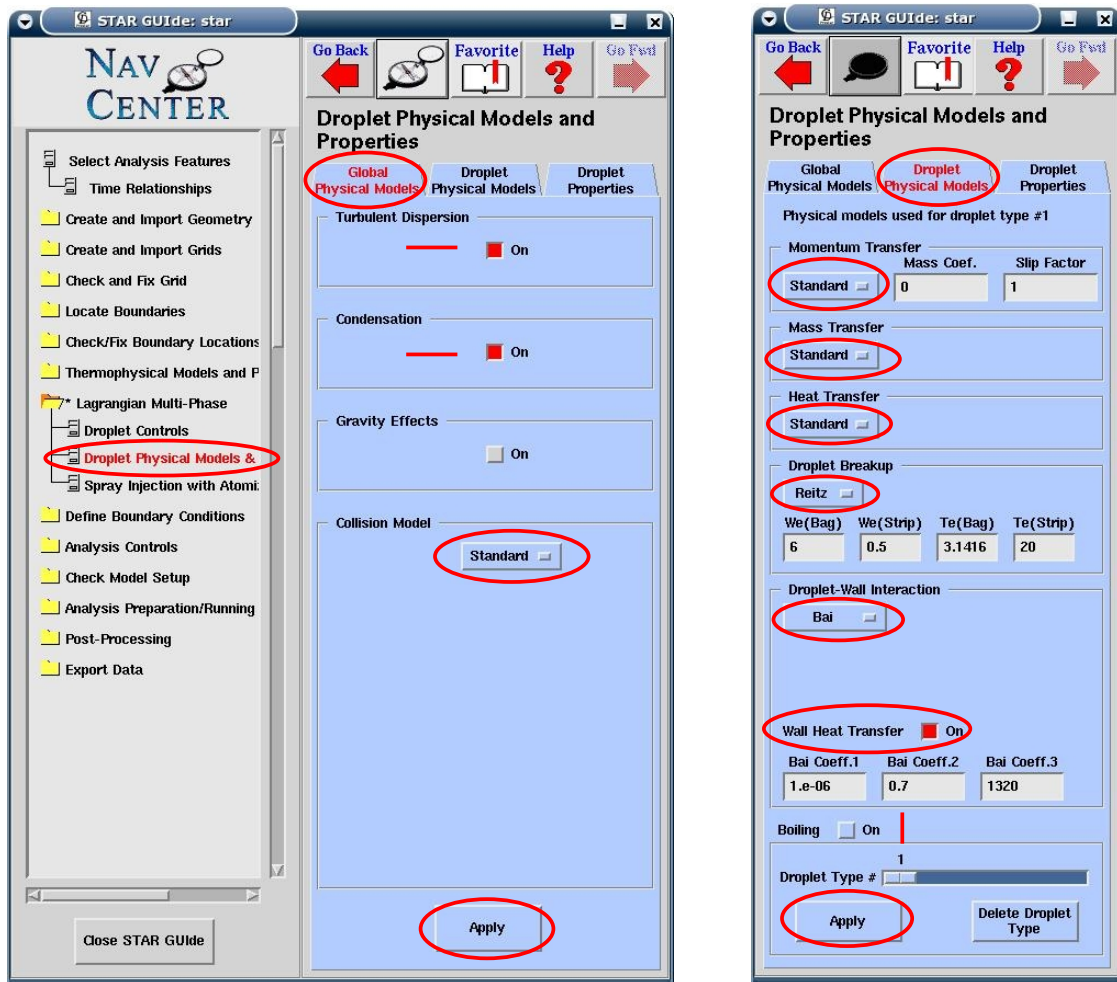 STAR GUIde: star
NAV
CENTER
Select Analysis Features
Time Relationships
Create and Import Geometry
Create and Import Grids
Check and Fix Grid
Locate Boundaries
Check/Fix Boundary Locations
Thermophysical Models and P
* Lagrangian Multi-Phase
Droplet Controls
Droplet Physical Models &
Spray Injection with Atomi
Define Boundary Conditions
Analysis Controls
Check Model Setup
Analysis Preparation/Running
Post-Processing
Export Data
Close STAR GUIde
Go Back Favorite Help Go Fwd
?
Droplet Physical Models and
Properties
Global Droplet Droplet
Physical Models Physical Models Properties
Turbulent Dispersion
On
Condensation
On
Gravity Effects
On
Collision Model
Standard
Apply
STAR GUIde: star
Go Back Favorite Help Go Fwd
?
Droplet Physical Models and
Properties
Global Droplet Droplet
Physical Models Physical Models Properties
Physical models used for droplet type #1
Momentum Transfer
Mass Coef. Slip Factor
Standard 0 1
Mass Transfer
Standard
Heat Transfer
Standard
Droplet Breakup
Reitz
We(Bag) We(Strip) Te(Bag) Te(Strip)
6 0.5 3.1416 20
Droplet-Wall Interaction
Bai
Wall Heat Transfer On
Bai Coeff.1 Bai Coeff.2 Bai Coeff.3
1.e-06 0.7 1320
Boiling On
1
Droplet Type #
Apply Delete Droplet
Type